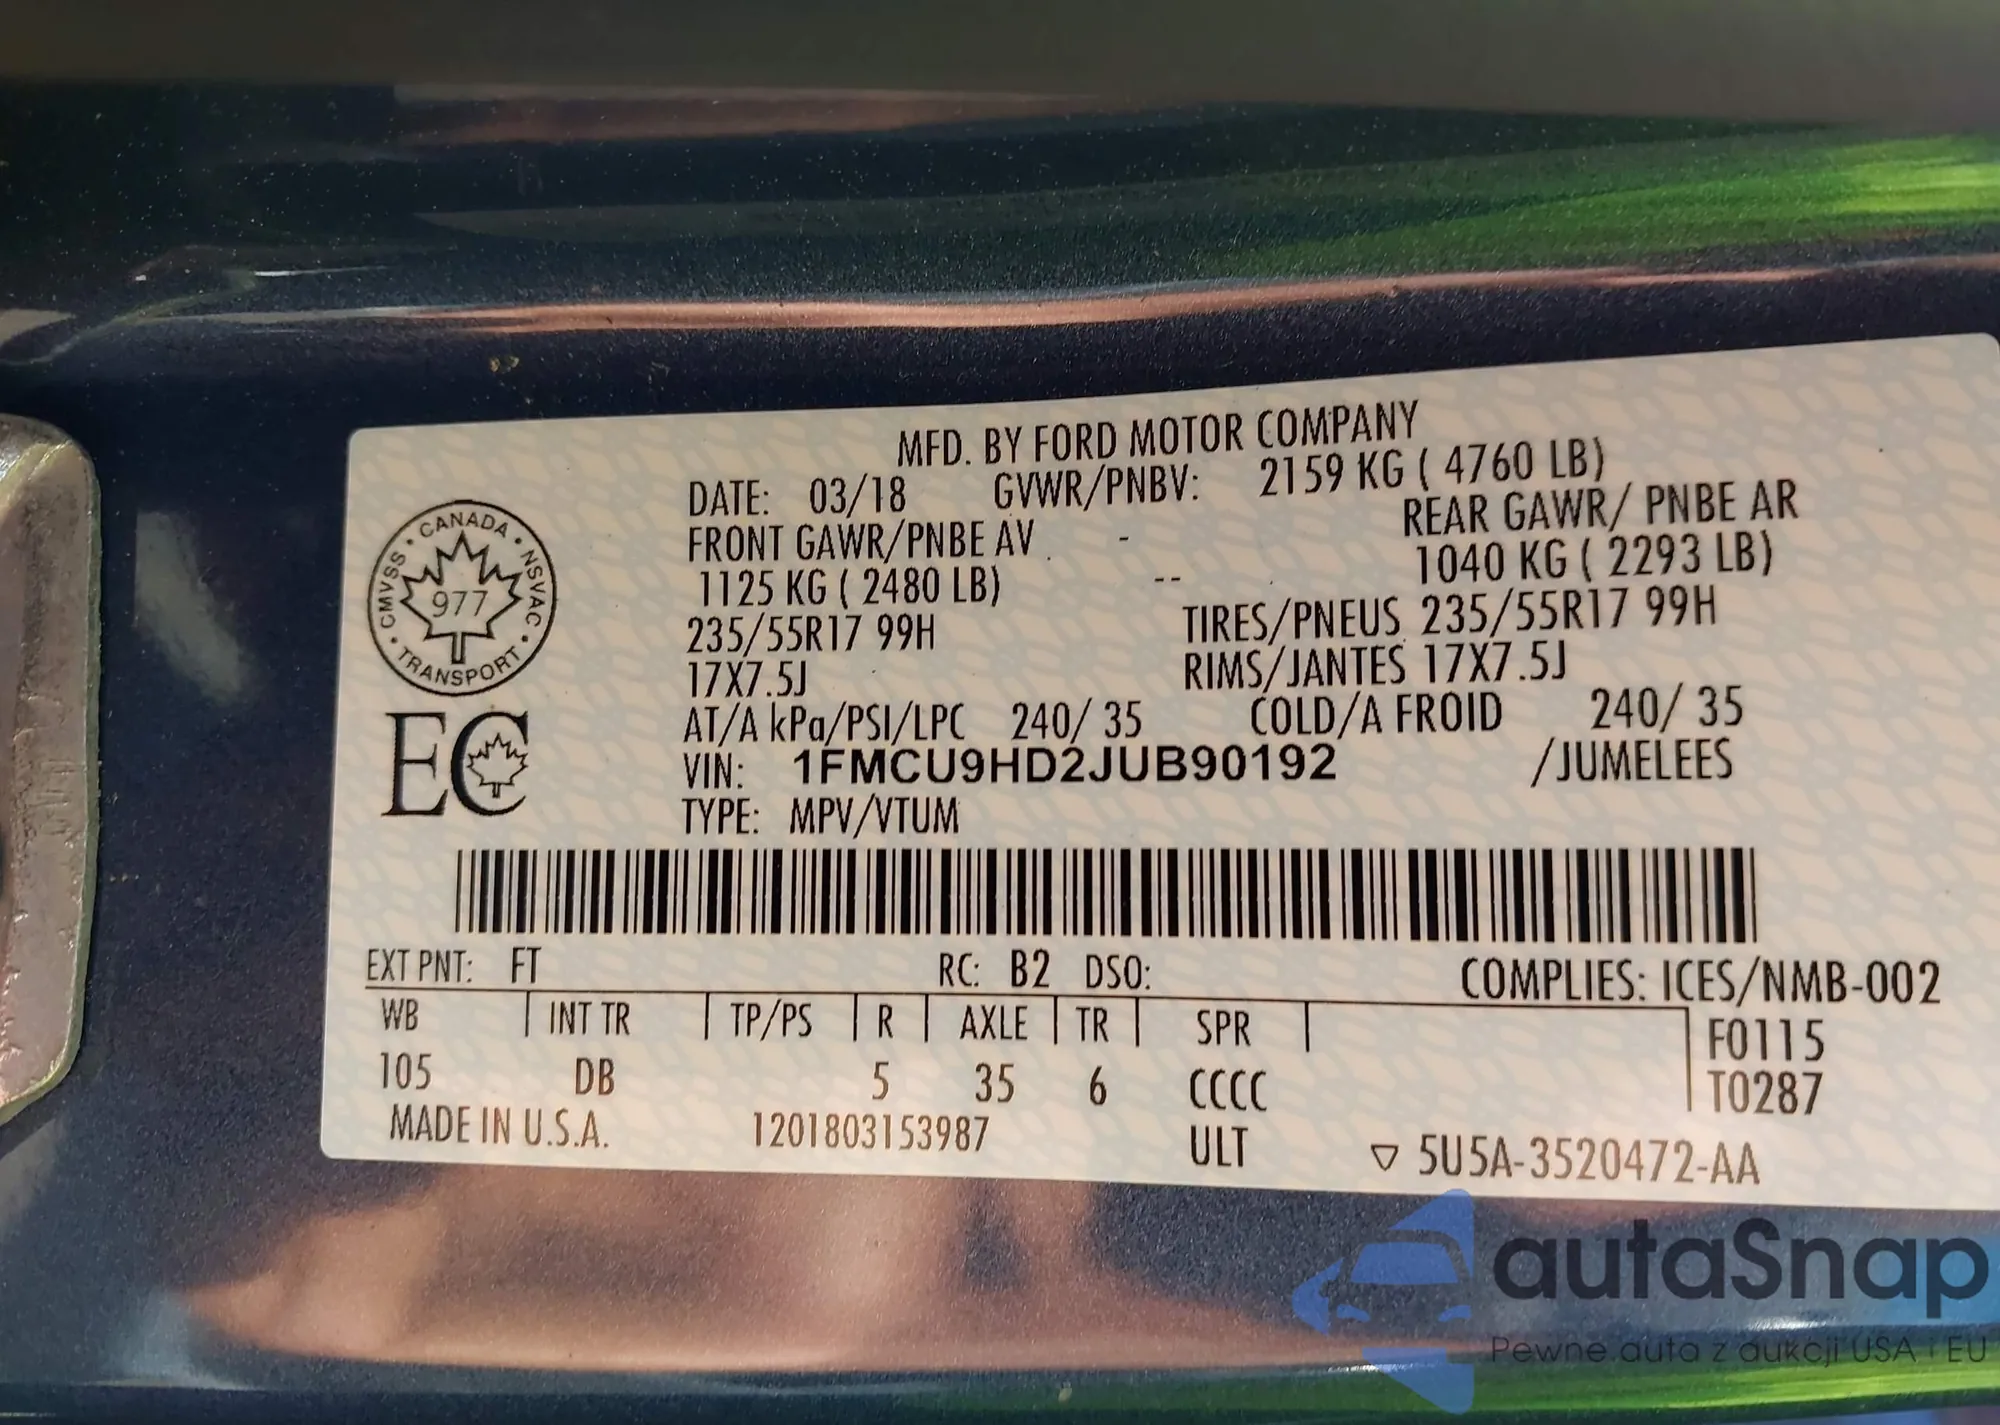 MFD. BY FORD MOTOR COMPANY
DATE: 03/18 GVWR/PNBV: 2159 KG ( 4760 LB)
FRONT GAWR/PNBE AV - REAR GAWR/ PNBE AR
1125 KG ( 2480 LB) -- 1040 KG ( 2293 LB)
235/55R17 99H TIRES/PNEUS 235/55R17 99H
17X7.5J RIMS/JANTES 17X7.5J
AT/A kPa/PSI/LPC 240/ 35 COLD/A FROID 240/ 35
VIN: 1FMCU9HD2JUB90192 /JUMELEES
TYPE: MPV/VTUM
CANADA
CMVSS NSVAC
977
TRANSPORT
EC
EXT PNT: FT RC: B2 DSO: COMPLIES: ICES/NMB-002
WB INT TR TP/PS R AXLE TR SPR F0115
105 DB 5 35 6 CCCC T0287
MADE IN U.S.A. 1201803153987 ULT ▽ 5U5A-3520472-AA
autaSnap
Pewne auta z aukcji USA i EU